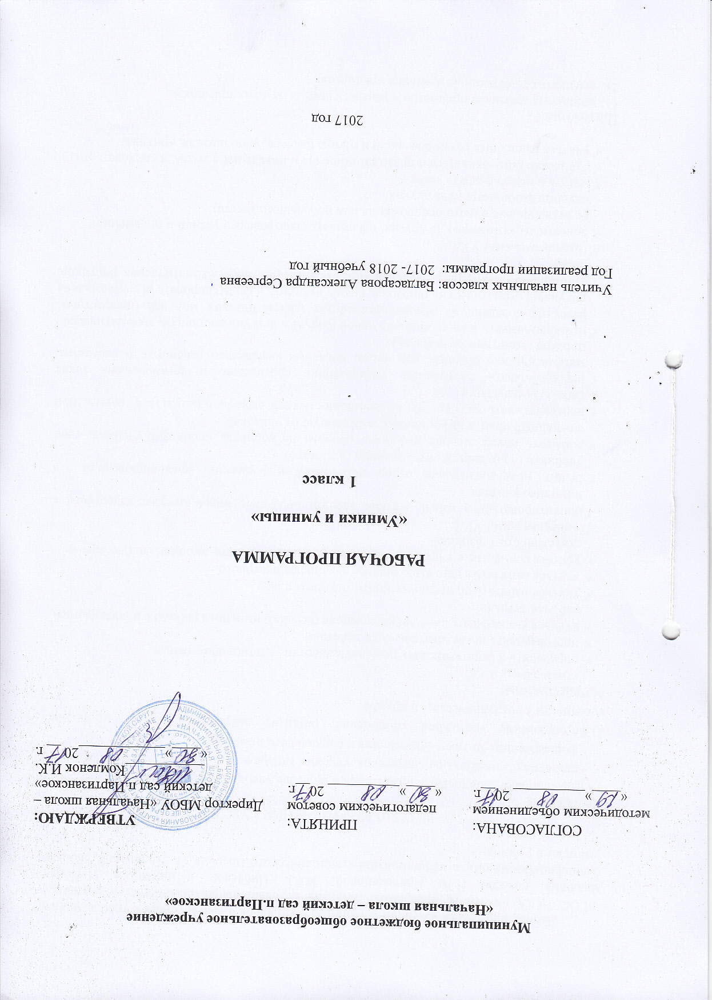 Муниципальное бюджетное общеобразовательное учреждение
«Начальная школа – детский сад п.Партизанское»
СОГЛАСОВАНА:
методическим объединением
«29» 08 2017г.
ПРИНЯТА:
педагогическим советом
«30» 08 2017г.
УТВЕРЖДАЮ:
Директор МБОУ «Начальная школа –
детский сад п.Партизанское»
Комленок И.К.
«30» 08 2017 г.
РАБОЧАЯ ПРОГРАММА
«Умники и умницы»
1 класс
Учитель начальных классов: Багдасарова Александра Сергеевна
Год реализации программы: 2017- 2018 учебный год
2017 год